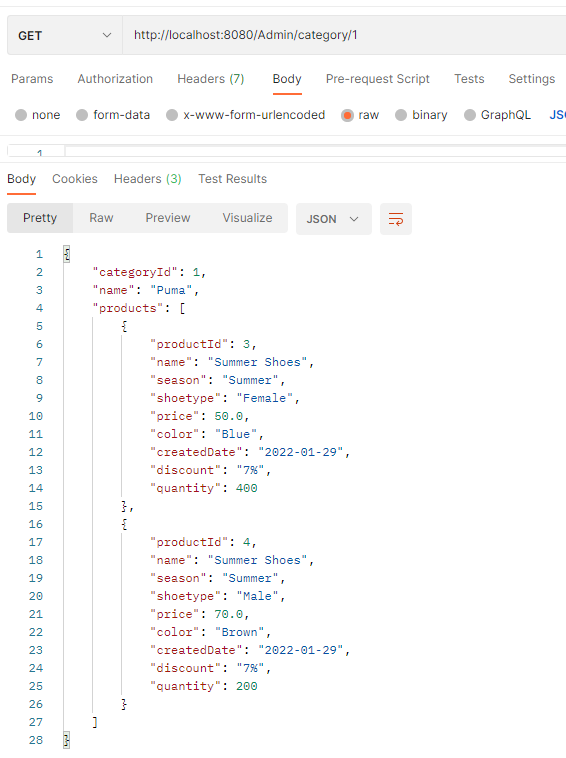 GET http://localhost:8080/Admin/category/1
Params Authorization Headers (7) Body Pre-request Script Tests Settings
none form-data x-www-form-urlencoded raw binary GraphQL
1
Body Cookies Headers (3) Test Results
Pretty Raw Preview Visualize JSON
1 {
2 "categoryId": 1,
3 "name": "Puma",
4 "products": [
5 {
6 "productId": 3,
7 "name": "Summer Shoes",
8 "season": "Summer",
9 "shoetype": "Female",
10 "price": 50.0,
11 "color": "Blue",
12 "createdDate": "2022-01-29",
13 "discount": "7%",
14 "quantity": 400
15 },
16 {
17 "productId": 4,
18 "name": "Summer Shoes",
19 "season": "Summer",
20 "shoetype": "Male",
21 "price": 70.0,
22 "color": "Brown",
23 "createdDate": "2022-01-29",
24 "discount": "7%",
25 "quantity": 200
26 }
27 ]
28 }